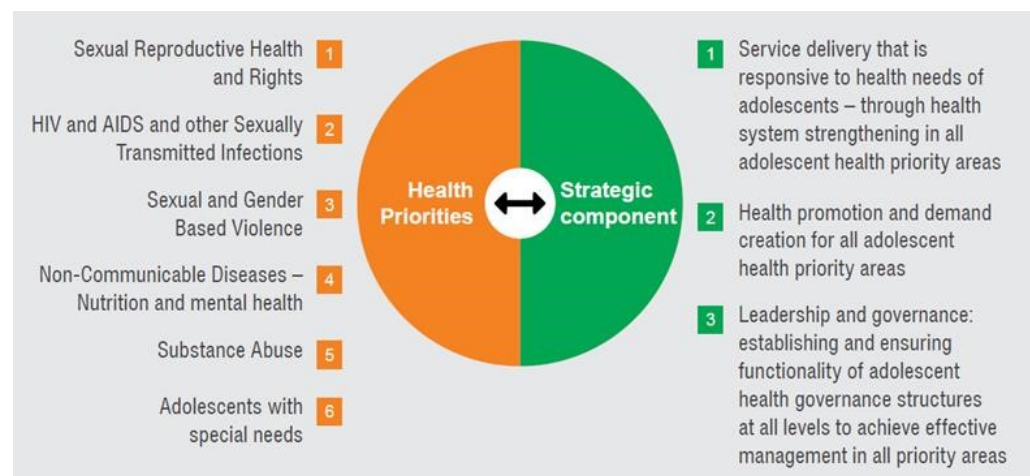 1
Sexual Reproductive Health
and Rights
2
HIV and AIDS and other Sexually
Transmitted Infections
3
Sexual and Gender
Based Violence
4
Non-Communicable Diseases –
Nutrition and mental health
5
Substance Abuse
6
Adolescents with
special needs
Health
Priorities
Strategic
component
1
Service delivery that is
responsive to health needs of
adolescents – through health
system strengthening in all
adolescent health priority areas
2
Health promotion and demand
creation for all adolescent
health priority areas
3
Leadership and governance:
establishing and ensuring
functionality of adolescent
health governance structures
at all levels to achieve effective
management in all priority areas